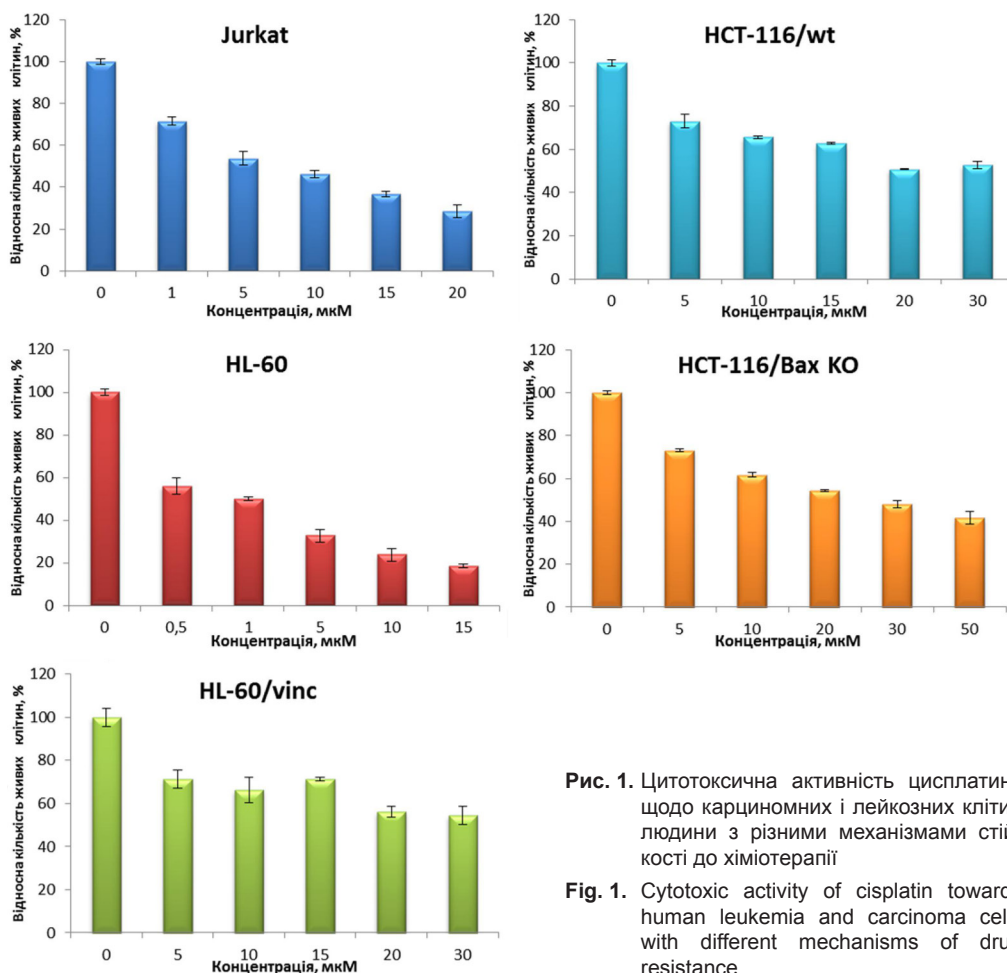 Jurkat
Відносна кількість живих клітин, %
120
100
80
60
40
20
0
0 1 5 10 15 20
Концентрація, мкМ
HCT-116/wt
Відносна кількість живих клітин, %
120
100
80
60
40
20
0
0 5 10 15 20 30
Концентрація, мкМ
HL-60
Відносна кількість живих клітин, %
120
100
80
60
40
20
0
0 0,5 1 5 10 15
Концентрація, мкМ
HCT-116/Bax KO
Відносна кількість живих клітин, %
120
100
80
60
40
20
0
0 5 10 20 30 50
Концентрація, мкМ
HL-60/vinc
Відносна кількість живих клітин, %
120
100
80
60
40
20
0
0 5 10 15 20 30
Концентрація, мкМ
Рис. 1. Цитотоксична активність цисплатин
щодо карциномних і лейкозних кліти
людини з різними механізмами стій
кості до хіміотерапії
Fig. 1. Cytotoxic activity of cisplatin toward
human leukemia and carcinoma cel
with different mechanisms of dru
resistance